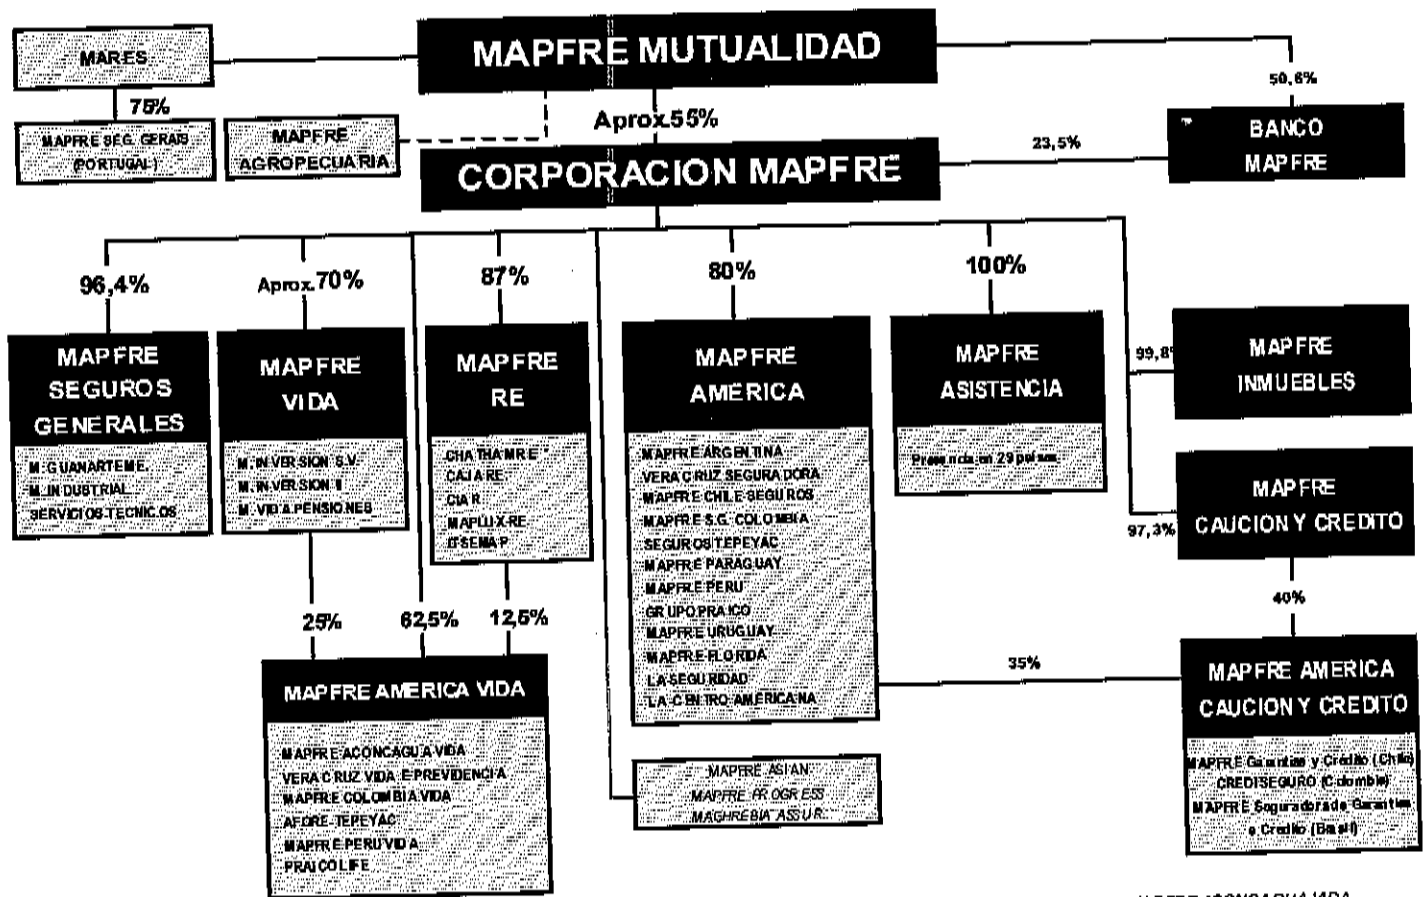 MARES
MAPFRE MUTUALIDAD
50,6%
75%
Aprox.55%
MAPFRE SEG. GERAIS
(PORTUGAL)
MAPFRE
AGROPECUARIA
BANCO
MAPFRE
23,5%
CORPORACION MAPFRE
96,4%
Aprox.70%
87%
80%
100%
MAPFRE
SEGUROS
GENERALES
M. GUANARTEME.
M. INDUSTRIAL.
SERVICIOS TECNICOS
MAPFRE
VIDA
M. INVERSION S.V.
M. INVERSION II
M. VIDA PENSIONES
MAPFRE
RE
CHATHAM RE
CAJA RE
CIAR
MAPLUX-RE
ITSEMAP
MAPFRE
AMERICA
MAPFRE ARGENTINA
VERA CRUZ SEGURADORA
MAPFRE CHILE SEGUROS
MAPFRE S.G. COLOMBIA
SEGUROS TEPEYAC
MAPFRE PARAGUAY
MAPFRE PERU
GRUPO PRAICO
MAPFRE URUGUAY
MAPFRE FLORIDA
LA SEGURIDAD
LA CENTRO AMERICANA
MAPFRE
ASISTENCIA
Presencia en 29 paises
99,8%
MAPFRE
INMUEBLES
97,3%
MAPFRE
CAUCION Y CREDITO
40%
25%
62,5%
12,5%
35%
MAPFRE AMERICA VIDA
MAPFRE ACONCAGUA VIDA
VERA CRUZ VIDA E PREVIDENCIA
MAPFRE COLOMBIA VIDA
AFORE-TEPEYAC
MAPFRE PERU VIDA
PRAICO LIFE
MAPFRE ASIAN
MAPFRE PROGRESS
MAGHREBIA ASSUR.
MAPFRE AMERICA
CAUCION Y CREDITO
MAPFRE Garantias y Crédito (Chile)
CREDISEGURO (Colombia)
MAPFRE Seguradora de Garantias
e Credito (Brasil)